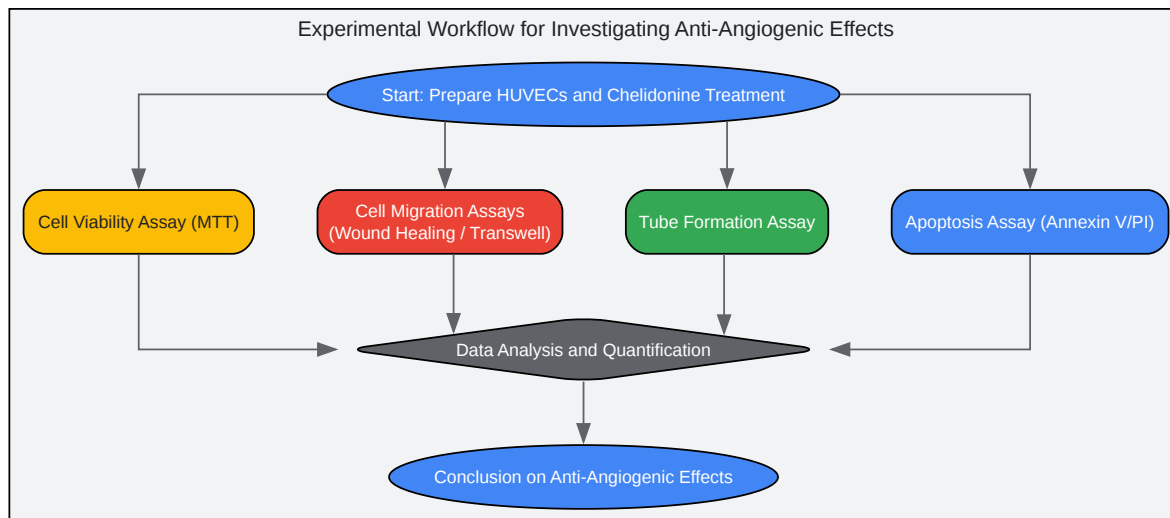 Experimental Workflow for Investigating Anti-Angiogenic Effects
Start: Prepare HUVECs and Chelidonine Treatment
Cell Viability Assay (MTT)
Cell Migration Assays
(Wound Healing / Transwell)
Tube Formation Assay
Apoptosis Assay (Annexin V/PI)
Data Analysis and Quantification
Conclusion on Anti-Angiogenic Effects